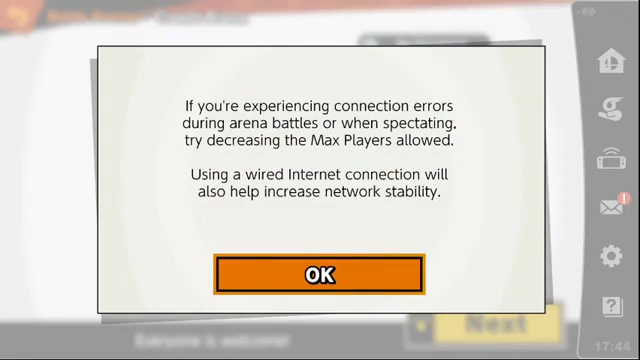 If you're experiencing connection errors
during arena battles or when spectating,
try decreasing the Max Players allowed.
Using a wired Internet connection will
also help increase network stability.
OK
Everyone is welcome!
Next
17:44